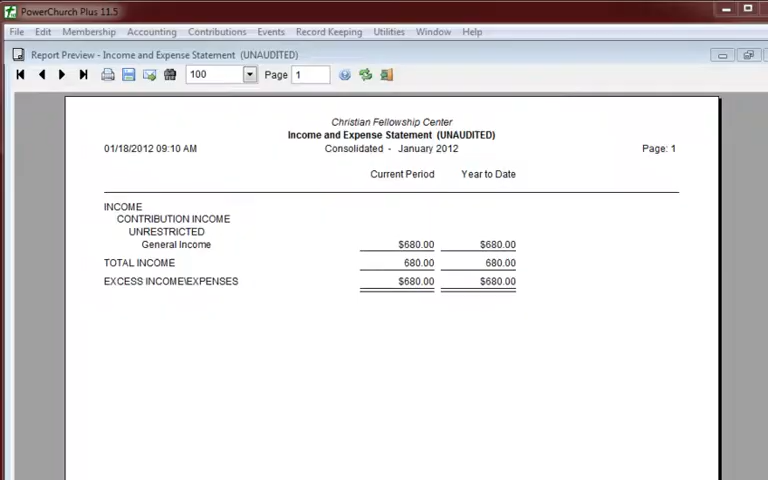 PowerChurch Plus 11.5
File Edit Membership Accounting Contributions Events Record Keeping Utilities Window Help
Report Preview - Income and Expense Statement (UNAUDITED)
100 Page 1
Christian Fellowship Center
Income and Expense Statement (UNAUDITED)
01/18/2012 09:10 AM Consolidated - January 2012 Page: 1
Current Period Year to Date
INCOME
CONTRIBUTION INCOME
UNRESTRICTED
General Income $680.00 $680.00
TOTAL INCOME 680.00 680.00
EXCESS INCOME\EXPENSES $680.00 $680.00